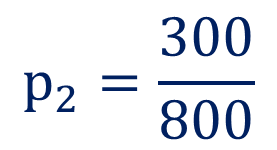 p₂ = 300/800